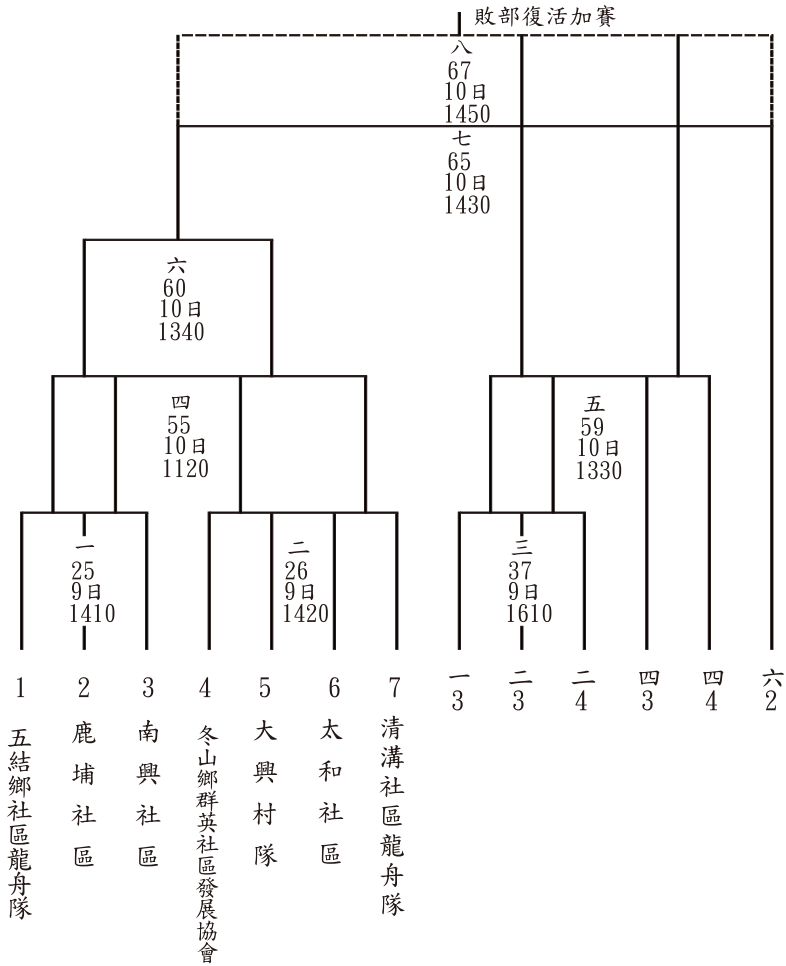 敗部復活加賽
八
67
10日
1450
七
65
10日
1430
六
60
10日
1340
四
55
10日
1120
五
59
10日
1330
一
25
9日
1410
二
26
9日
1420
三
37
9日
1610
1
五結鄉社區龍舟隊
2
鹿埔社區
3
南興社區
4
冬山鄉群英社區發展協會
5
大興村隊
6
太和社區
7
清溝社區龍舟隊
一
3
二
3
二
4
四
3
四
4
六
2